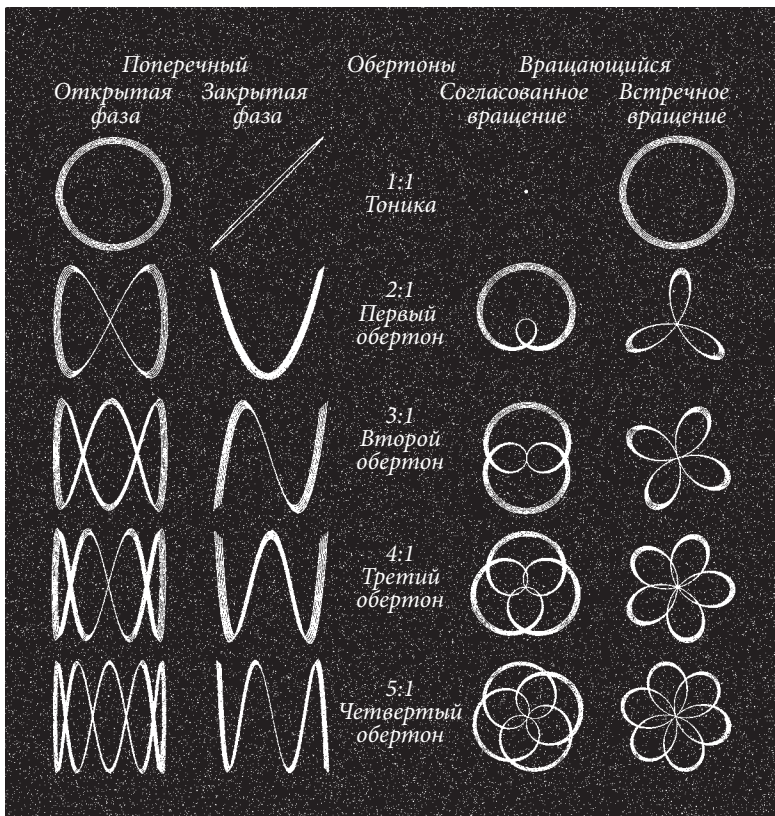 Поперечный
Обертоны
Вращающийся
Открытая
фаза
Закрытая
фаза
Согласованное
вращение
Встречное
вращение
1:1
Тоника
2:1
Первый
обертон
3:1
Второй
обертон
4:1
Третий
обертон
5:1
Четвертый
обертон